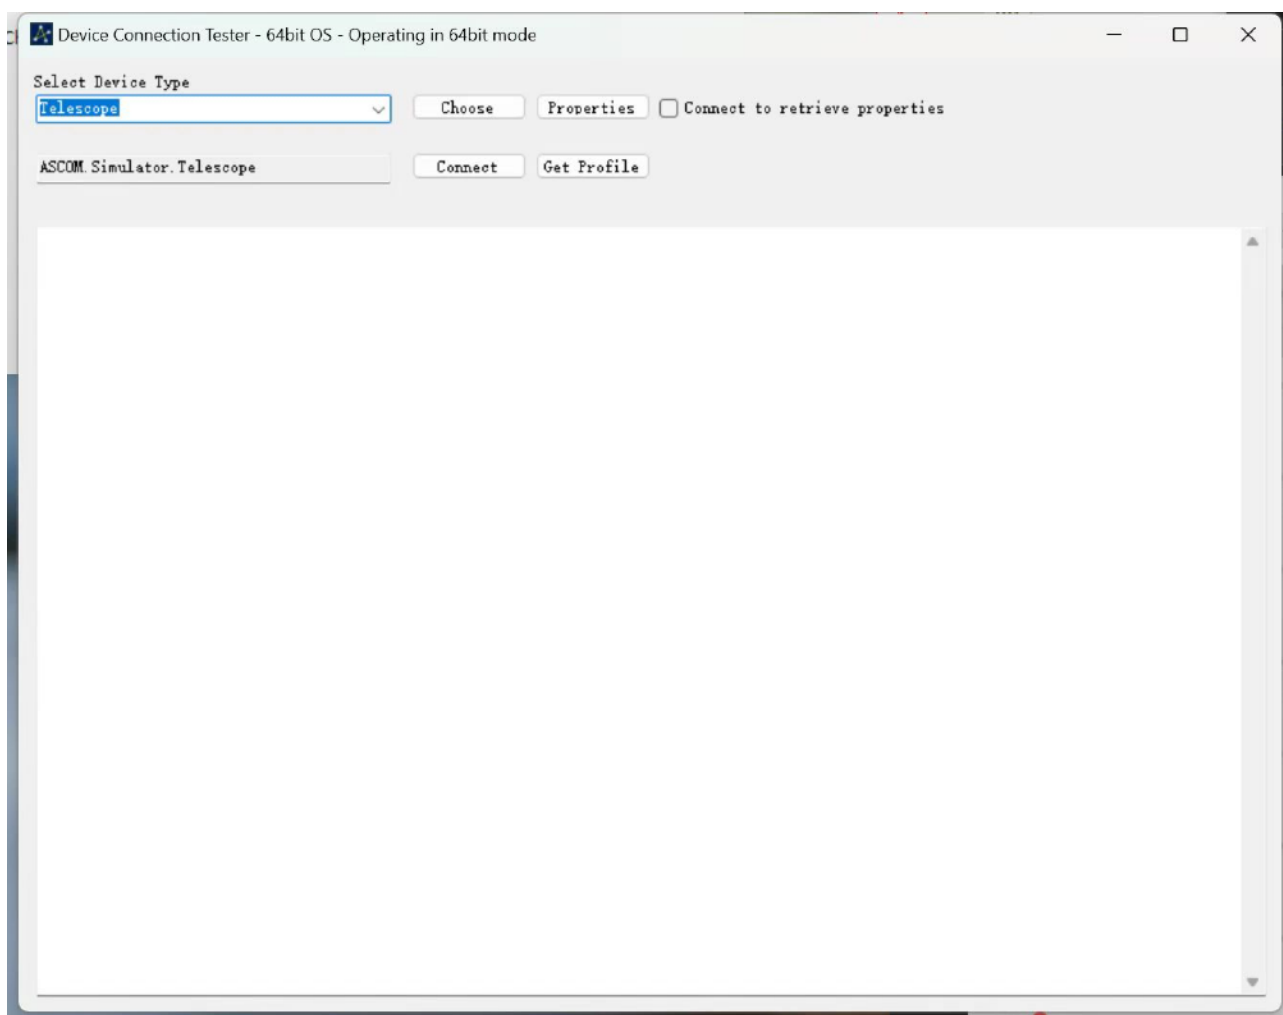 Device Connection Tester - 64bit OS - Operating in 64bit mode
Select Device Type
Telescope
Choose
Properties
Connect to retrieve properties
ASCOM.Simulator.Telescope
Connect
Get Profile